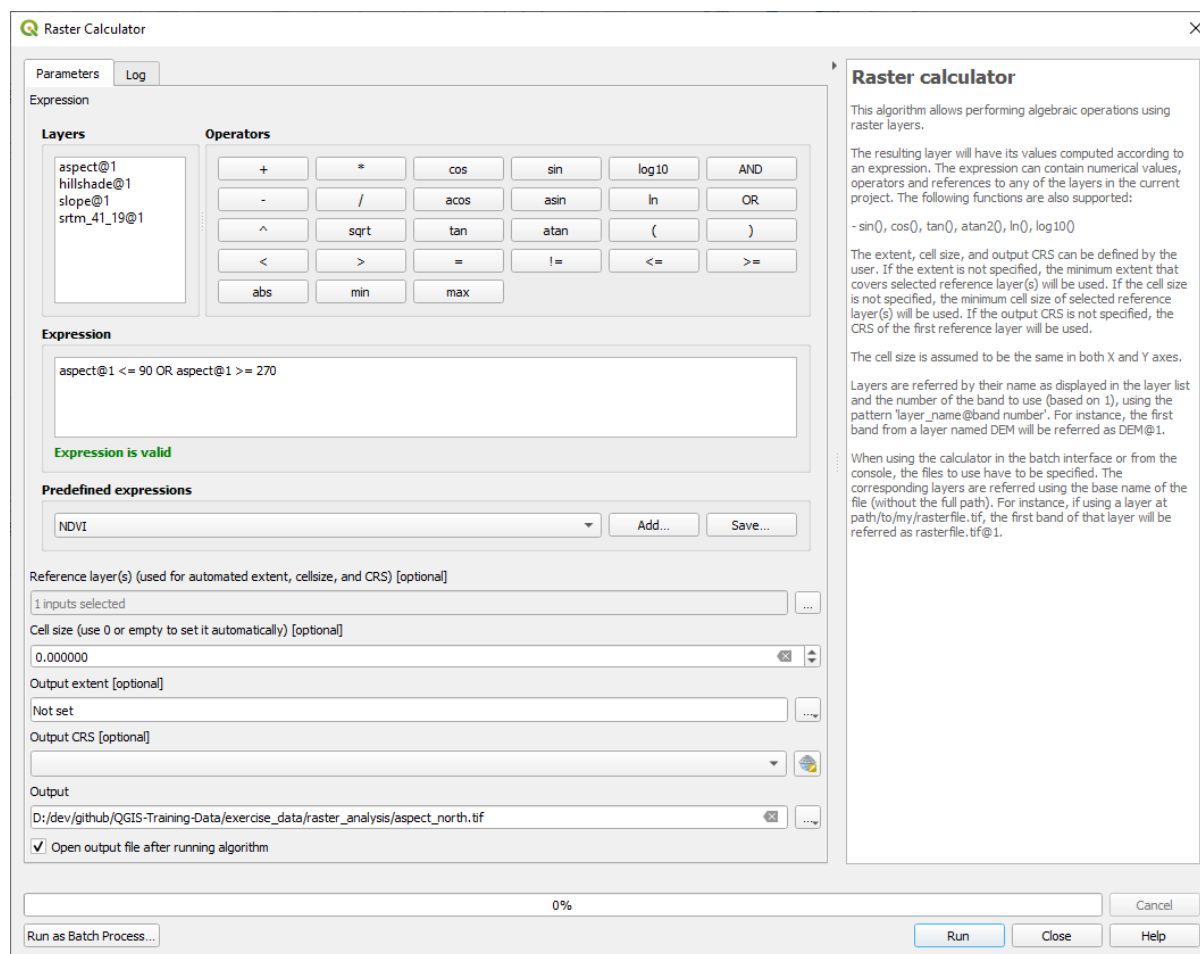 Raster Calculator
Parameters
Log
Expression
Layers
Operators
aspect@1
hillshade@1
slope@1
srtm_41_19@1
+ * cos sin log10 AND
- / acos asin ln OR
^ sqrt tan atan ( )
< > = != <= >=
abs min max
Expression
aspect@1 <= 90 OR aspect@1 >= 270
Expression is valid
Predefined expressions
NDVI
Add...
Save...
Reference layer(s) (used for automated extent, cellsize, and CRS) [optional]
1 inputs selected
...
Cell size (use 0 or empty to set it automatically) [optional]
0.000000
Output extent [optional]
Not set
...
Output CRS [optional]
Output
D:/dev/github/QGIS-Training-Data/exercise_data/raster_analysis/aspect_north.tif
...
Open output file after running algorithm
Raster calculator
This algorithm allows performing algebraic operations using
raster layers.
The resulting layer will have its values computed according to
an expression. The expression can contain numerical values,
operators and references to any of the layers in the current
project. The following functions are also supported:
- sin(), cos(), tan(), atan2(), ln(), log10()
The extent, cell size, and output CRS can be defined by the
user. If the extent is not specified, the minimum extent that
covers selected reference layer(s) will be used. If the cell size
is not specified, the minimum cell size of selected reference
layer(s) will be used. If the output CRS is not specified, the
CRS of the first reference layer will be used.
The cell size is assumed to be the same in both X and Y axes.
Layers are referred by their name as displayed in the layer list
and the number of the band to use (based on 1), using the
pattern 'layer_name@band number'. For instance, the first
band from a layer named DEM will be referred as DEM@1.
When using the calculator in the batch interface or from the
console, the files to use have to be specified. The
corresponding layers are referred using the base name of the
file (without the full path). For instance, if using a layer at
path/to/my/rasterfile.tif, the first band of that layer will be
referred as rasterfile.tif@1.
0%
Cancel
Run as Batch Process...
Run
Close
Help